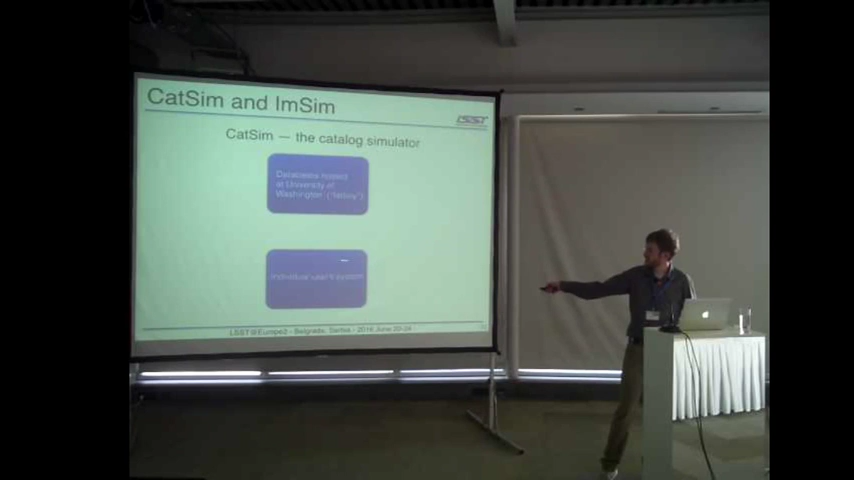 CatSim and ImSim
LSST
CatSim — the catalog simulator
Databases hosted
at University of
Washington ("fatboy")
Individual user's system
LSST@Europe2 - Belgrade, Serbia - 2016 June 20-24